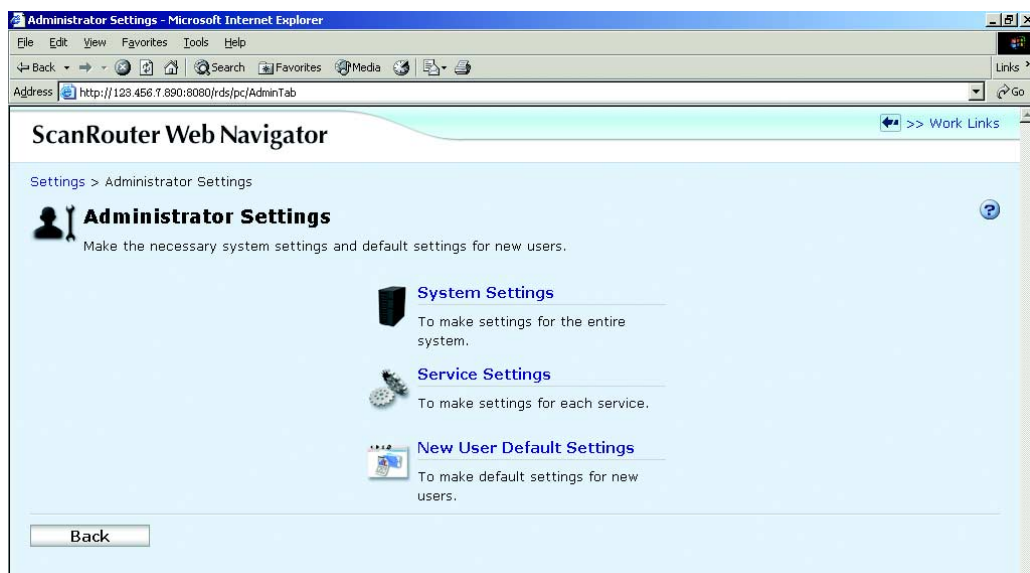 Administrator Settings - Microsoft Internet Explorer
File Edit View Favorites Tools Help
Back Search Favorites Media Links
Address http://123.456.7.890:8080/rds/pc/AdminTab Go
ScanRouter Web Navigator
>> Work Links
Settings > Administrator Settings
Administrator Settings
?
Make the necessary system settings and default settings for new users.
System Settings
To make settings for the entire
system.
Service Settings
To make settings for each service.
New User Default Settings
To make default settings for new
users.
Back